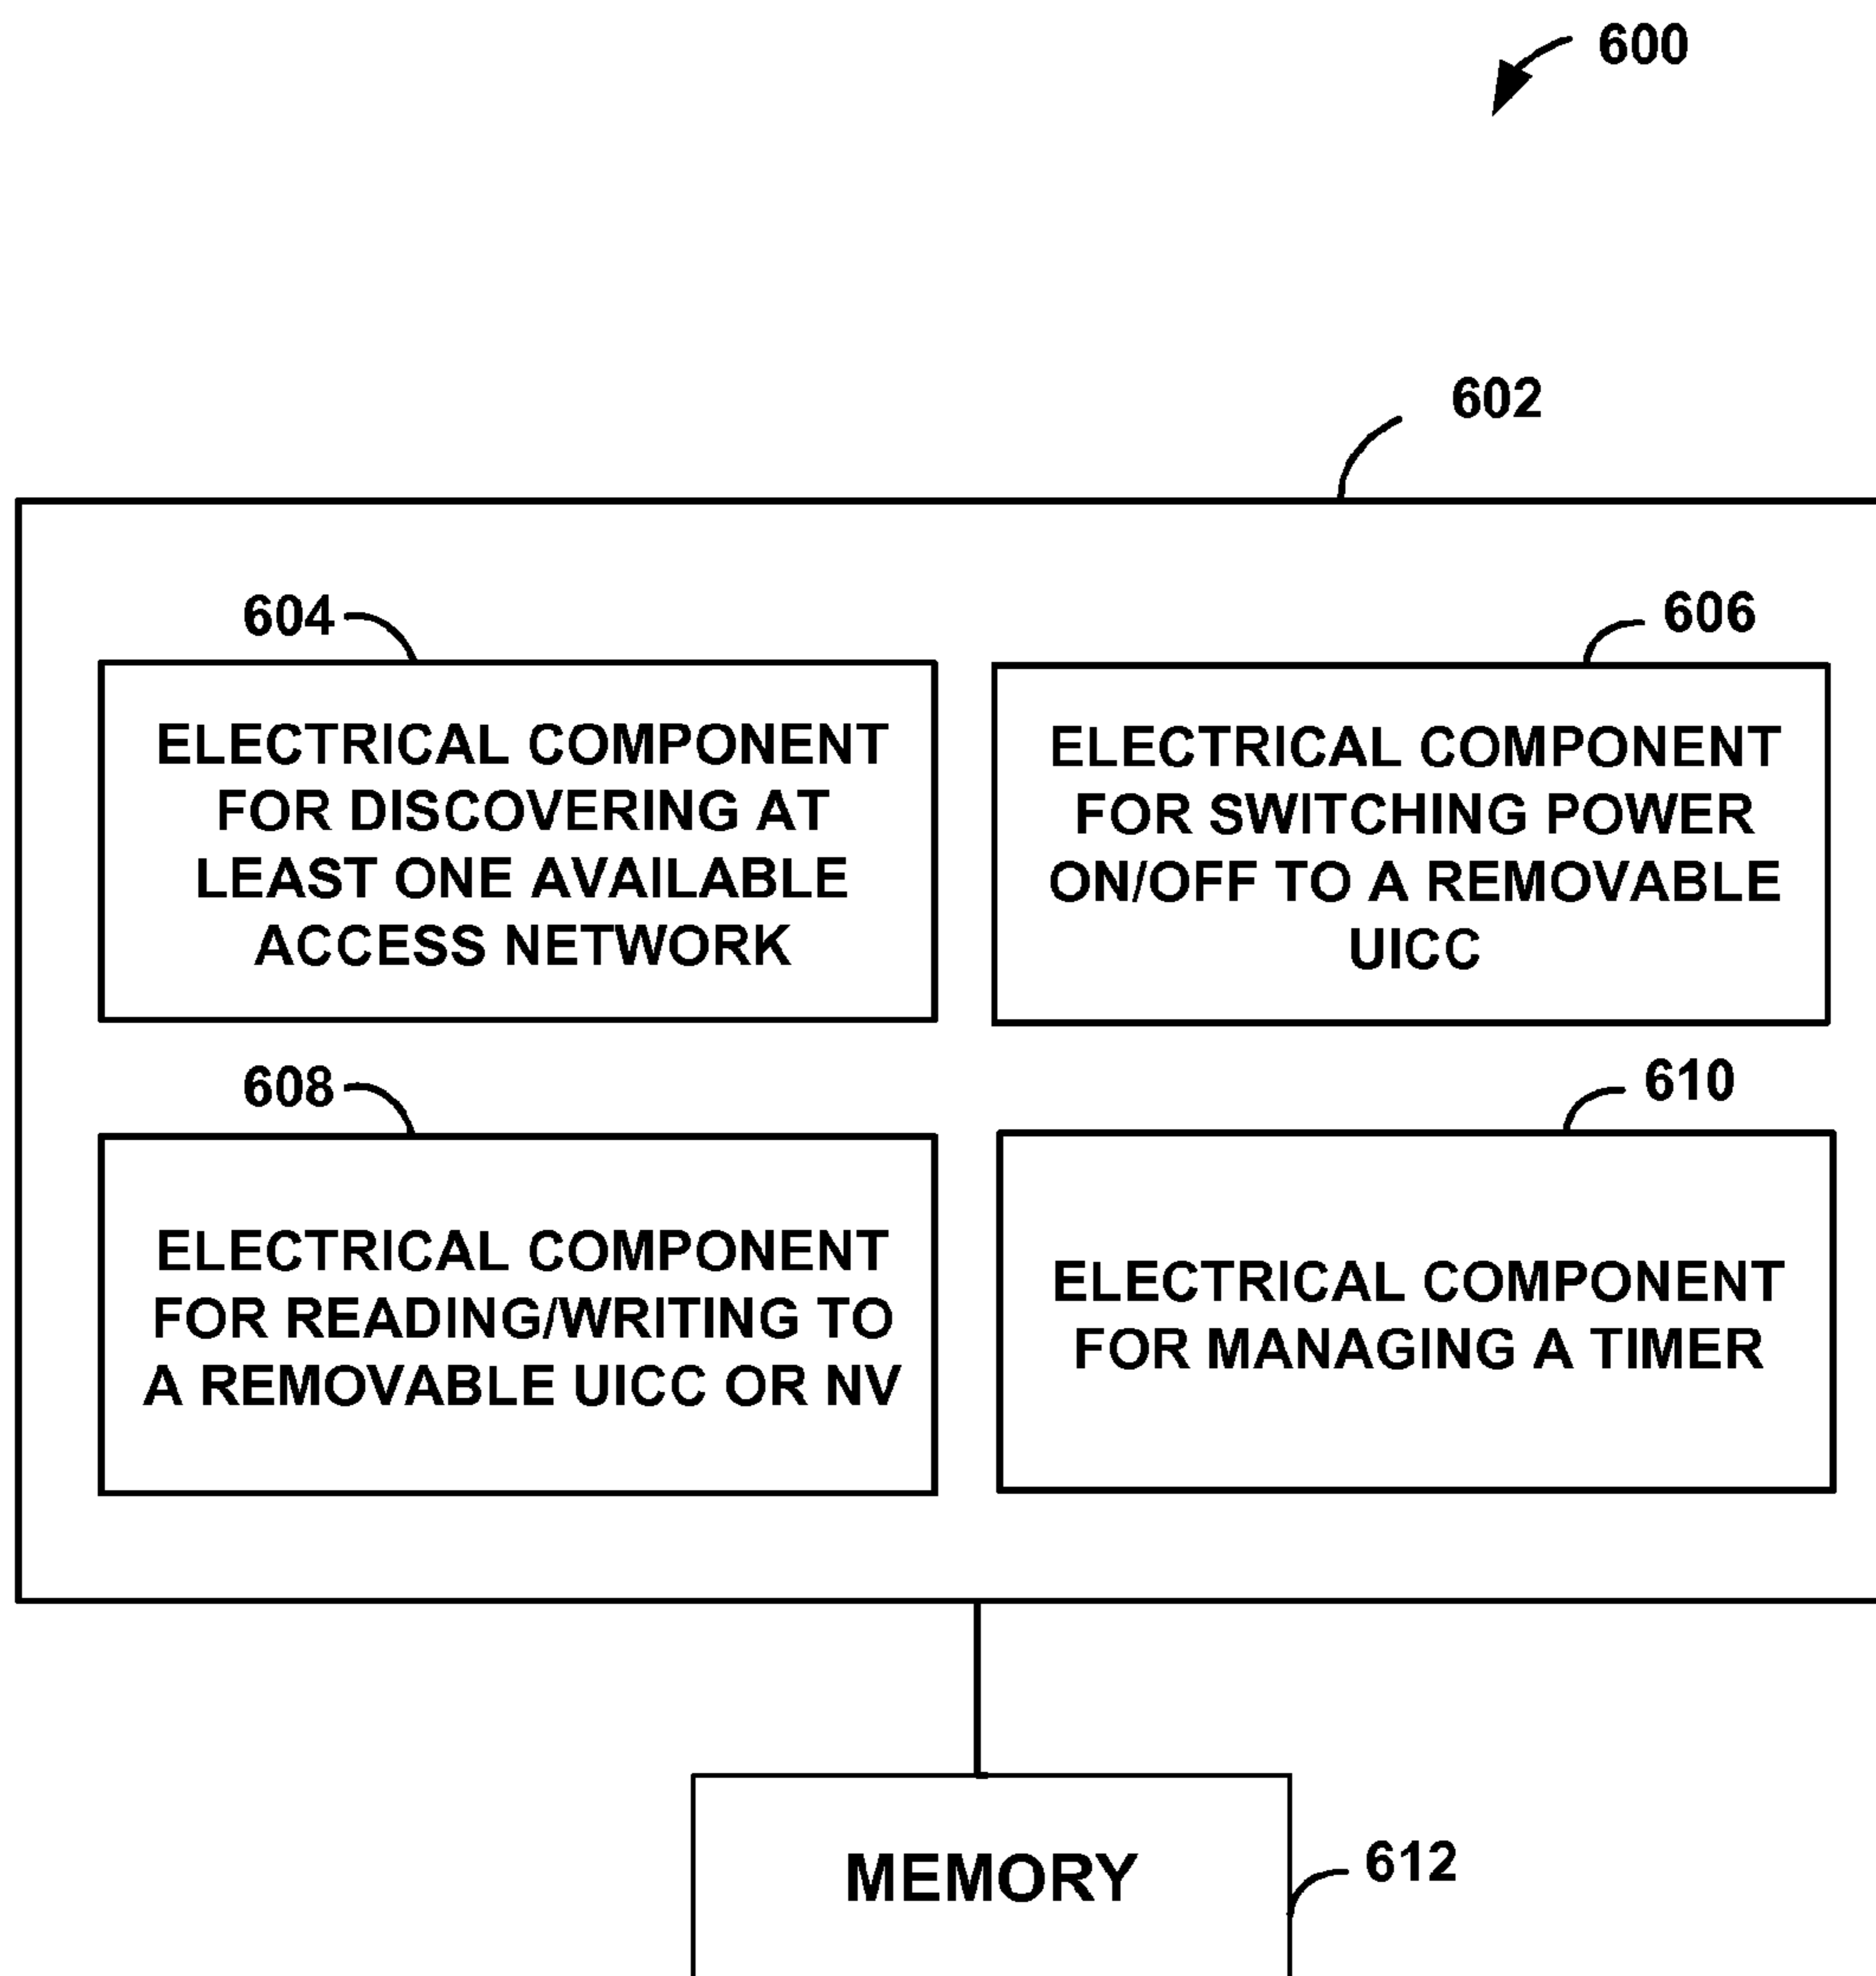 600
602
604
606
ELECTRICAL COMPONENT
FOR DISCOVERING AT
LEAST ONE AVAILABLE
ACCESS NETWORK
ELECTRICAL COMPONENT
FOR SWITCHING POWER
ON/OFF TO A REMOVABLE
UICC
608
610
ELECTRICAL COMPONENT
FOR READING/WRITING TO
A REMOVABLE UICC OR NV
ELECTRICAL COMPONENT
FOR MANAGING A TIMER
MEMORY
612